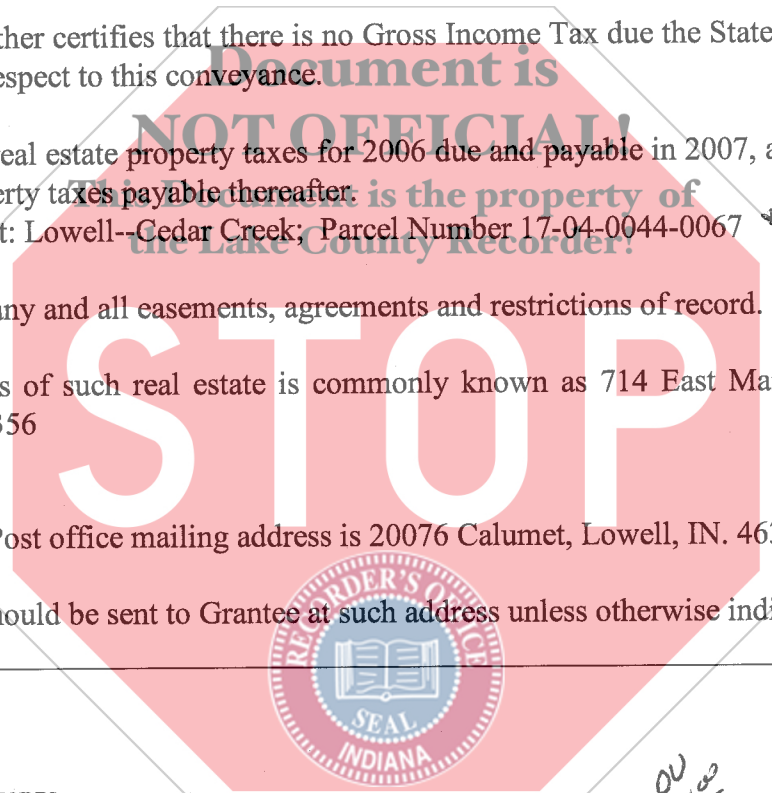 ther certifies that there is no Gross Income Tax due the State
Document is
espect to this conveyance.
NOT OFFICIAL!
eal estate property taxes for 2006 due and payable in 2007, a
This Document is the property of
erty taxes payable thereafter.
the Lake County Recorder!
t: Lowell--Cedar Creek; Parcel Number 17-04-0044-0067
any and all easements, agreements and restrictions of record.
STOP
s of such real estate is commonly known as 714 East Ma
356
Post office mailing address is 20076 Calumet, Lowell, IN. 463
hould be sent to Grantee at such address unless otherwise indi
RECORDER'S OFFICE
SEAL
INDIANA